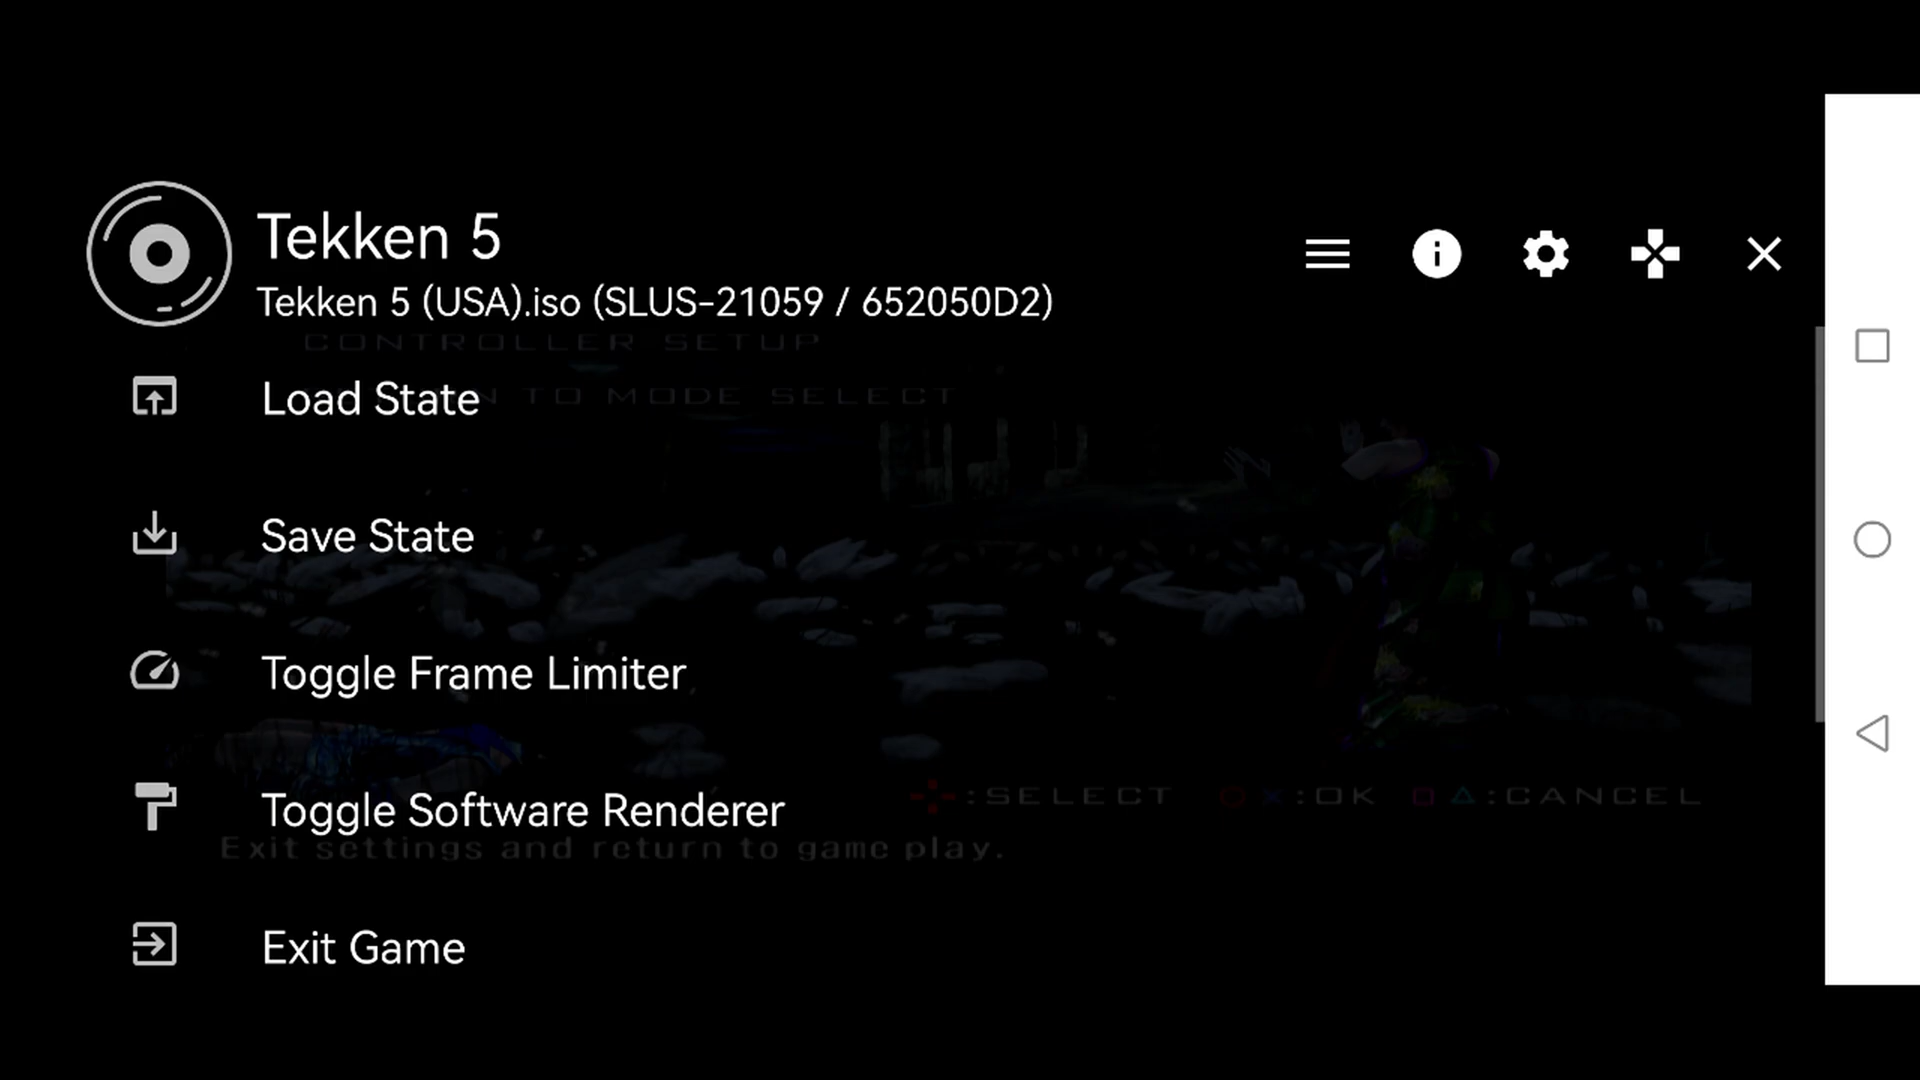 Tekken 5
Tekken 5 (USA).iso (SLUS-21059 / 652050D2)
CONTROLLER SETUP
Load State
TO MODE SELECT
Save State
Toggle Frame Limiter
:SELECT :OK :CANCEL
Toggle Software Renderer
Exit settings and return to game play.
Exit Game